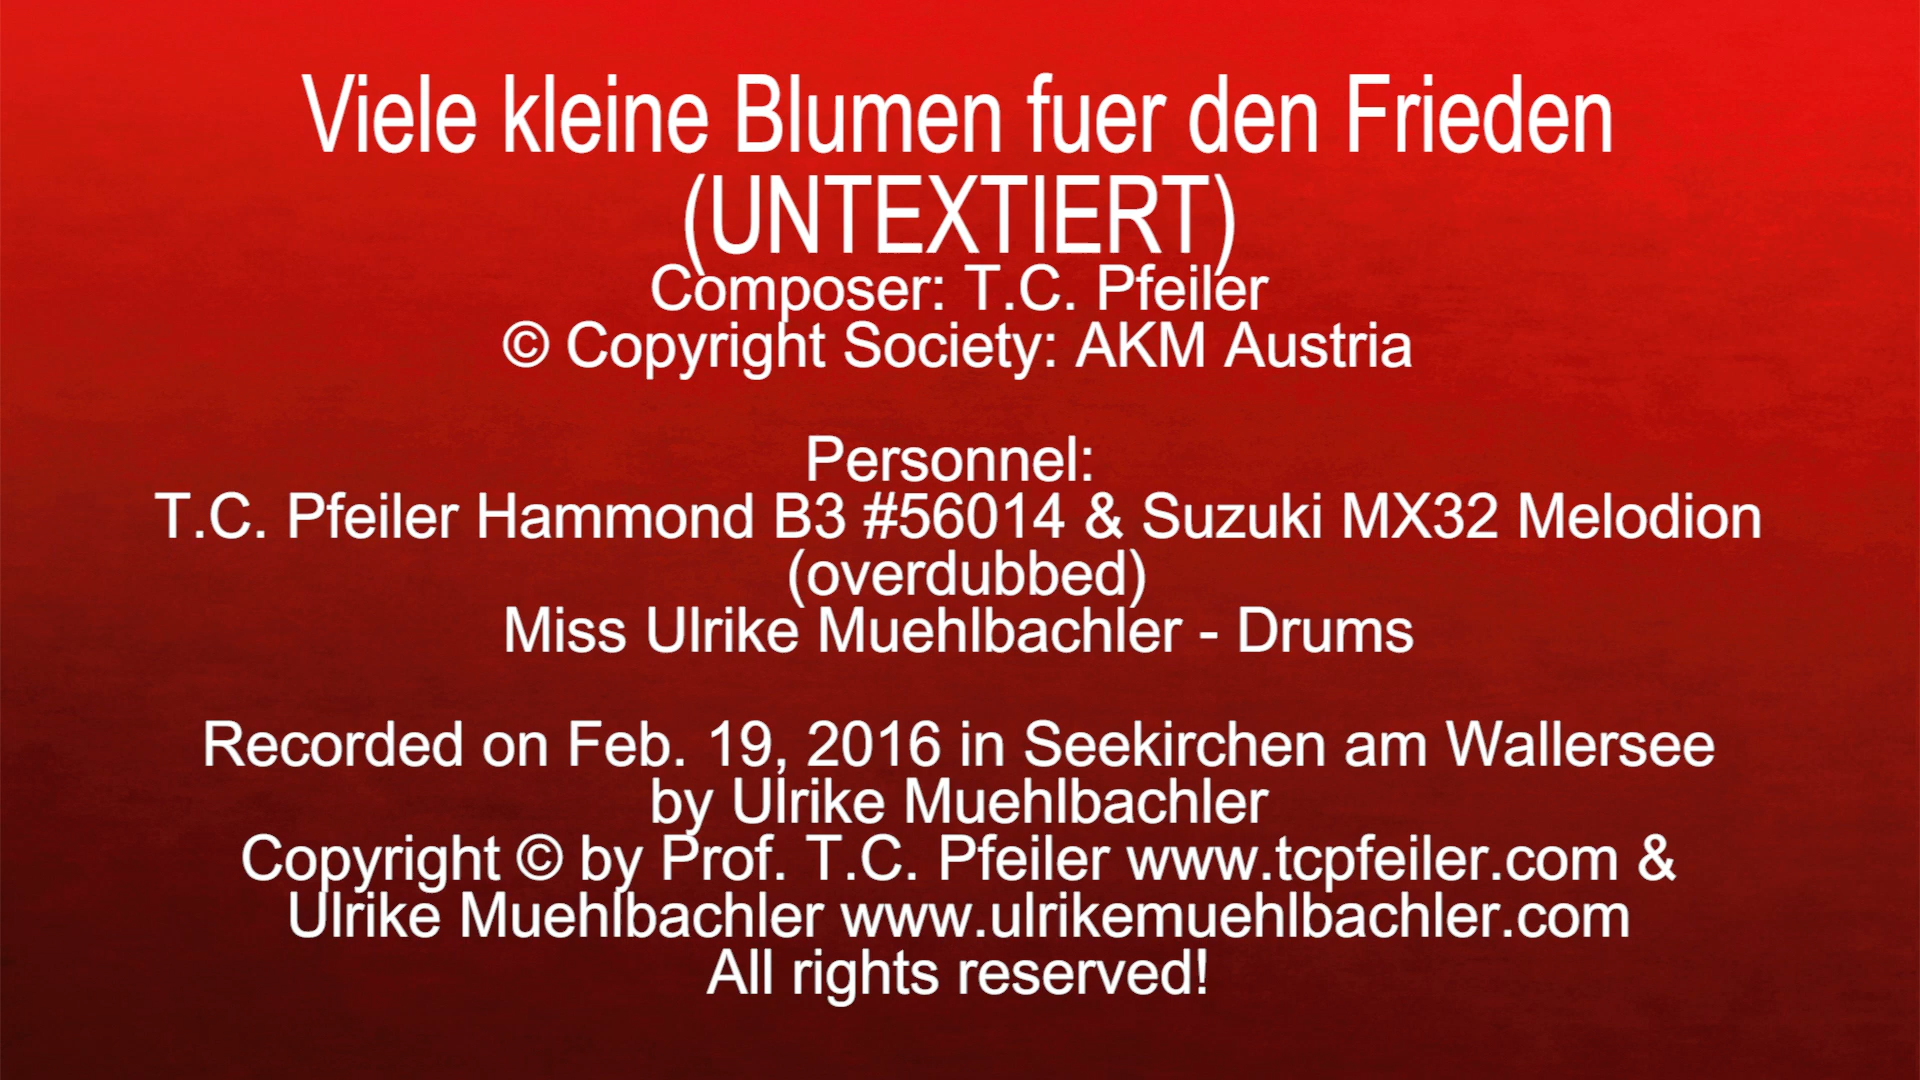 Viele kleine Blumen fuer den Frieden
(UNTEXTIERT)
Composer: T.C. Pfeiler
© Copyright Society: AKM Austria
Personnel:
T.C. Pfeiler Hammond B3 #56014 & Suzuki MX32 Melodion
(overdubbed)
Miss Ulrike Muehlbachler - Drums
Recorded on Feb. 19, 2016 in Seekirchen am Wallersee
by Ulrike Muehlbachler
Copyright © by Prof. T.C. Pfeiler www.tcpfeiler.com &
Ulrike Muehlbachler www.ulrikemuehlbachler.com
All rights reserved!